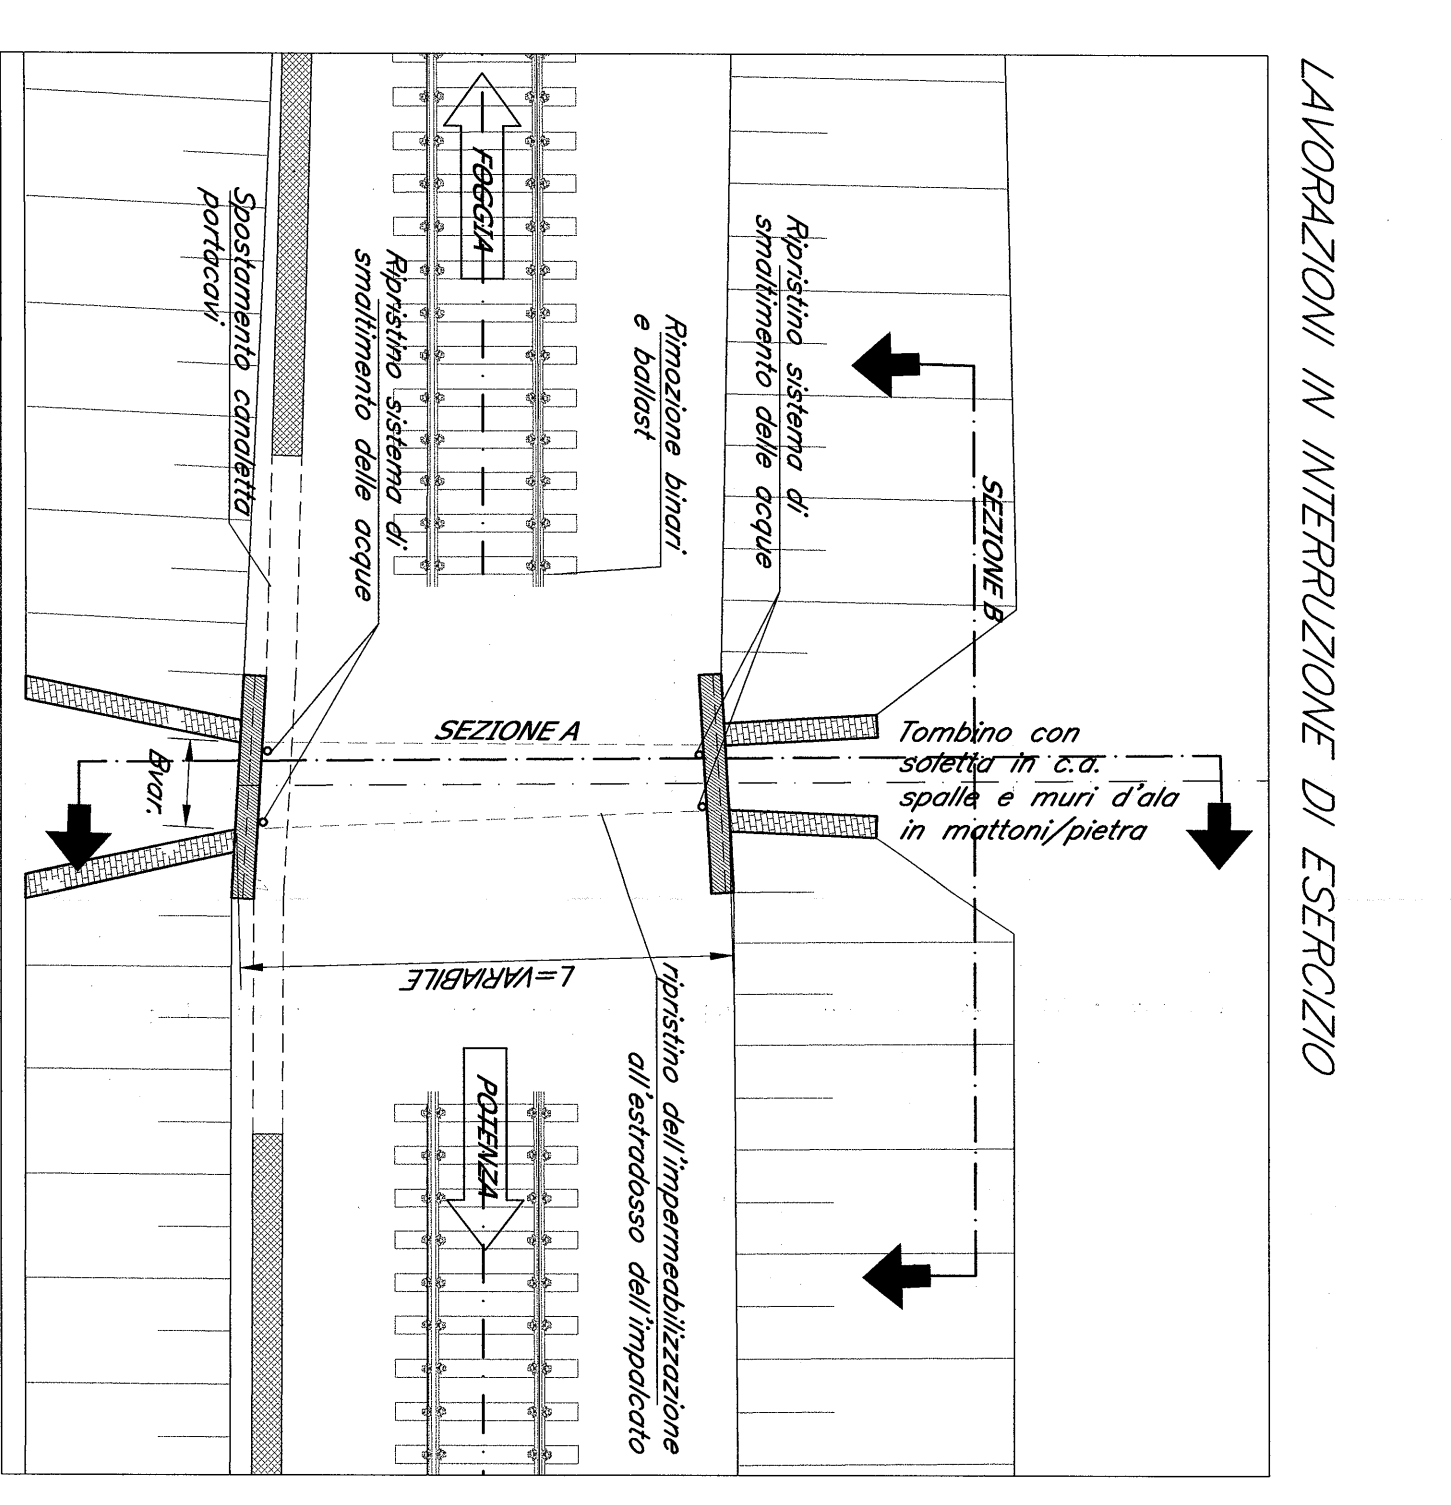 LAVORAZIONI IN INTERRUZIONE DI ESERCIZIO
SEZIONE B
Ripristino sistema di
smaltimento delle acque
Rimozione binari
e ballast
FOGGIA
Ripristino sistema di
smaltimento delle acque
Spostamento canaletta
portacavi
Tombino con
soletta in c.a.
spalle e muri d'ala
in mattoni/pietra
SEZIONE A
Bvar.
L=VARIABILE
ripristino dell'impermeabilizzazione
all'estradosso dell'impalcato
POTENZA